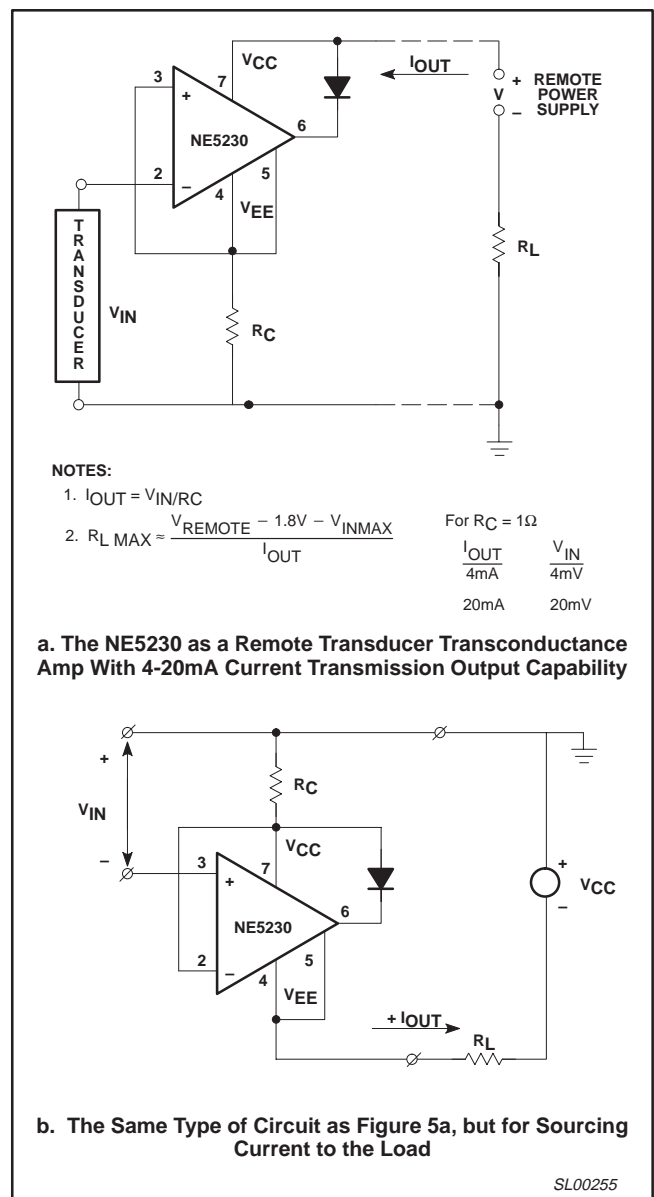 VCC
IOUT
3
7
+
+
V
REMOTE
POWER
SUPPLY
–
NE5230
6
2
–
4
5
VEE
RL
TRANSDUCER
VIN
RC
NOTES:
1. IOUT = VIN/RC
2. RL MAX ≈ VREMOTE – 1.8V – VINMAX
IOUT
For RC = 1Ω
IOUT VIN
4mA 4mV
20mA 20mV
a. The NE5230 as a Remote Transducer Transconductance
Amp With 4-20mA Current Transmission Output Capability
+
RC
VIN
VCC
–
3
7
+
+
VCC
–
6
NE5230
2
–
4
5
VEE
+ IOUT
RL
b. The Same Type of Circuit as Figure 5a, but for Sourcing
Current to the Load
SL00255